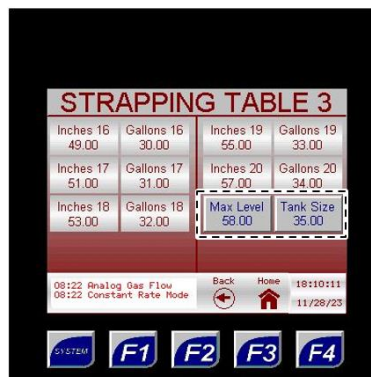 STRAPPING TABLE 3
Inches 16 Gallons 16 Inches 19 Gallons 19
49.00 30.00 55.00 33.00
Inches 17 Gallons 17 Inches 20 Gallons 20
51.00 31.00 57.00 34.00
Inches 18 Gallons 18 Max Level Tank Size
53.00 32.00 58.00 35.00
08:22 Analog Gas Flow
08:22 Constant Rate Mode
Back Home
18:10:11
11/28/23
SYSTEM F1 F2 F3 F4